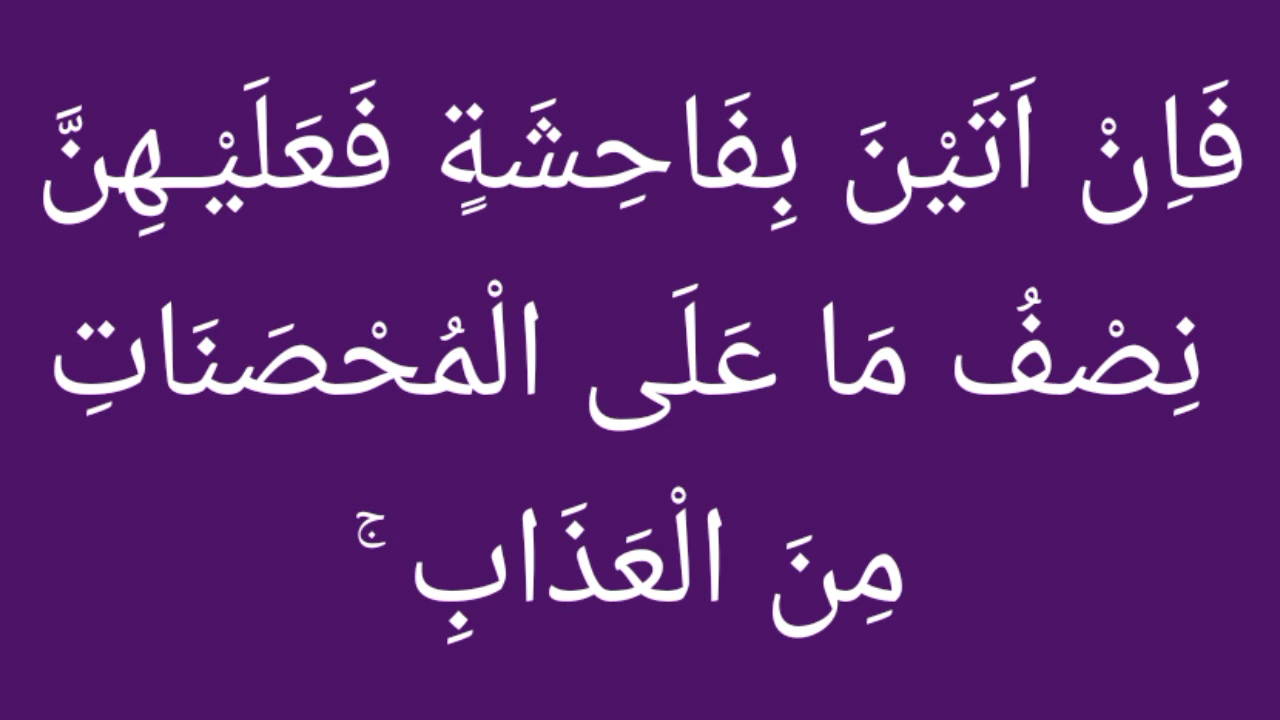 فَاِنْ اَتَيْنَ بِفَاحِشَةٍ فَعَلَيْـهِنَّ
نِصْفُ مَا عَلَى الْمُحْصَنَاتِ
مِنَ الْعَذَابِ ۚ